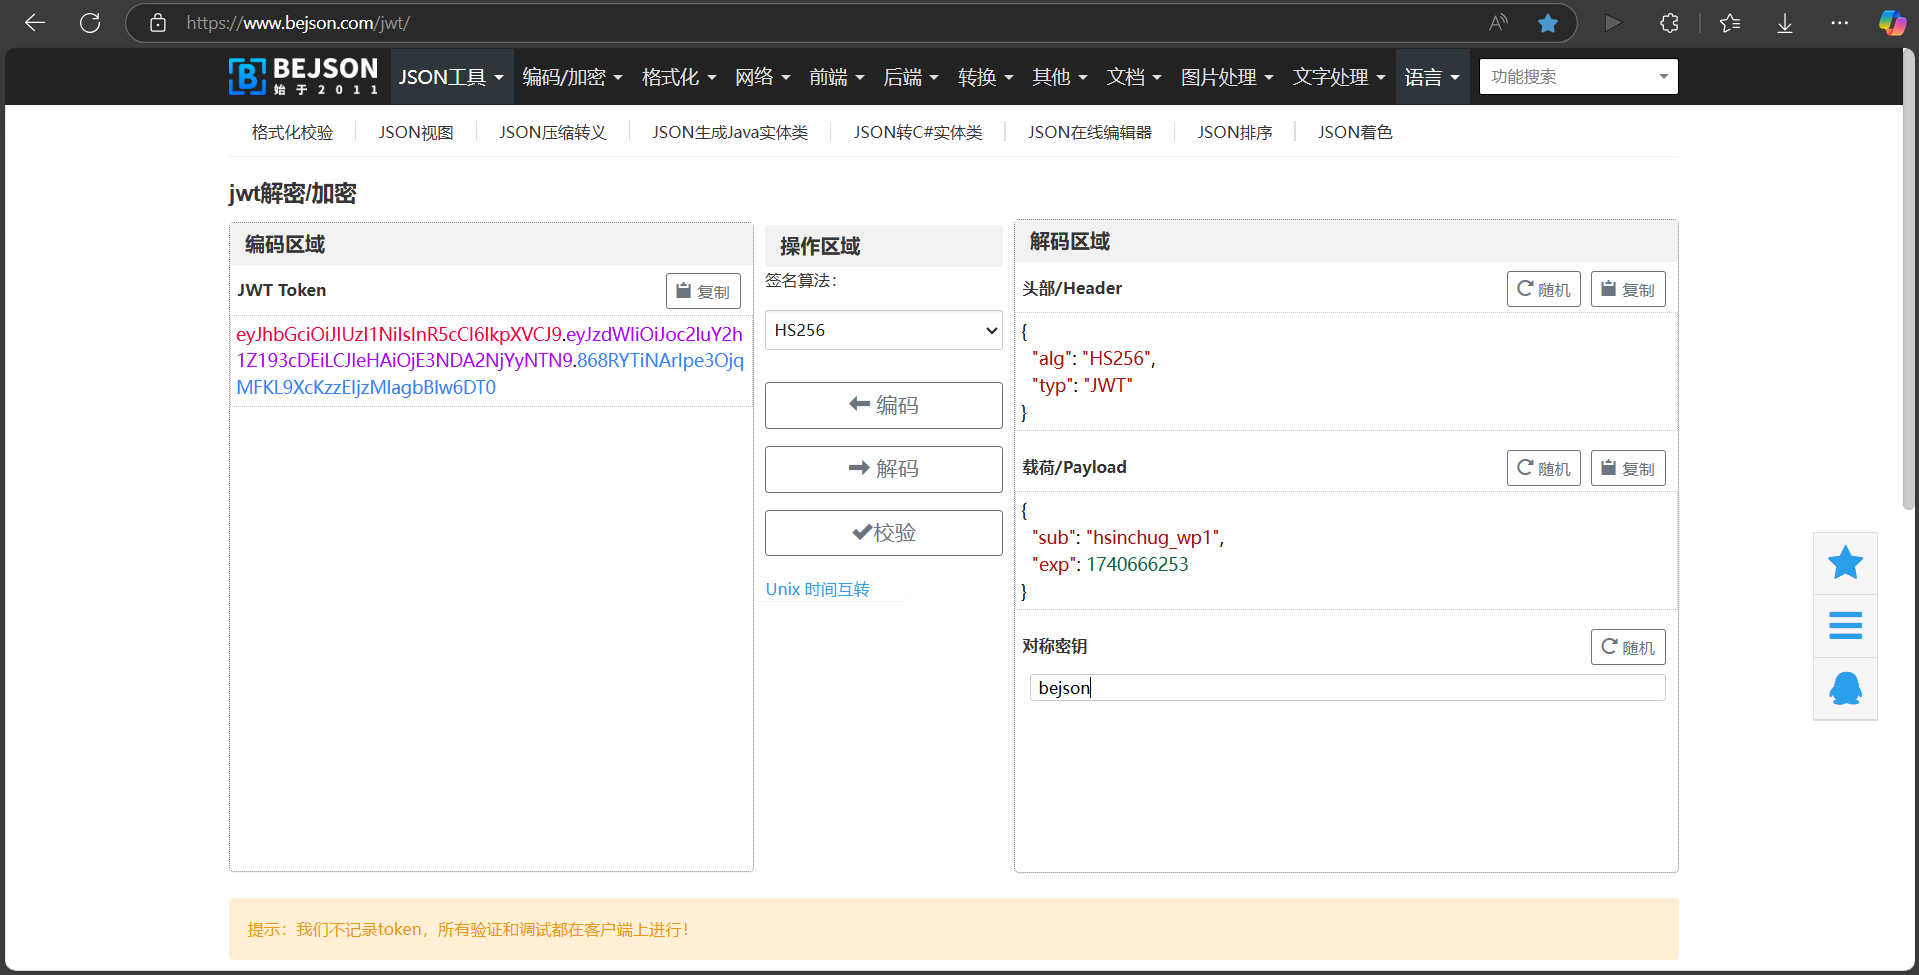 https://www.bejson.com/jwt/
BEJSON
始于2011
JSON工具 编码/加密 格式化 网络 前端 后端 转换 其他 文档 图片处理 文字处理 语言 功能搜索
格式化校验 JSON视图 JSON压缩转义 JSON生成Java实体类 JSON转C#实体类 JSON在线编辑器 JSON排序 JSON着色
jwt解密/加密
编码区域
JWT Token 复制
eyJhbGciOiJIUzI1NiIsInR5cCI6IkpXVCJ9.eyJzdWIiOiJoc2luY2h
1Z193cDEiLCJleHAiOjE3NDA2NjYyNTN9.868RYTiNArIpe3Ojq
MFKL9XcKzzEIjzMIagbBlw6DT0
操作区域
签名算法：
HS256
编码
解码
校验
Unix 时间互转
解码区域
头部/Header 随机 复制
{
"alg": "HS256",
"typ": "JWT"
}
载荷/Payload 随机 复制
{
"sub": "hsinchug_wp1",
"exp": 1740666253
}
对称密钥 随机
bejson
提示：我们不记录token，所有验证和调试都在客户端上进行！